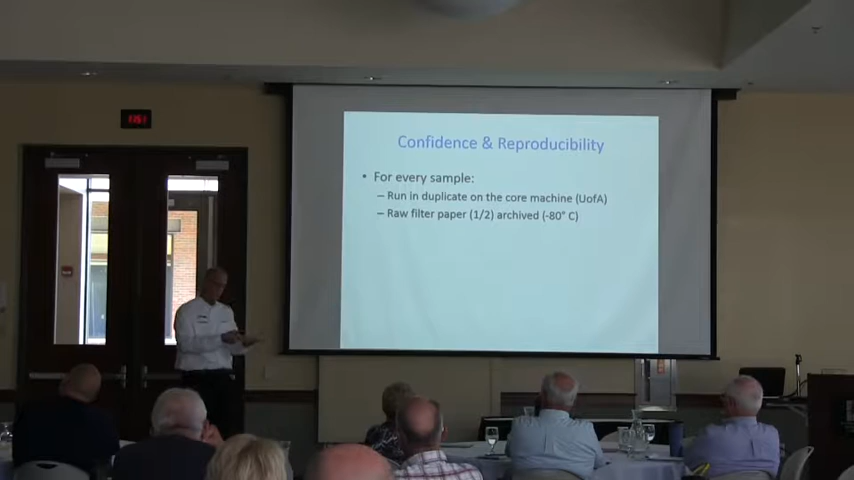 Confidence & Reproducibility
• For every sample:
– Run in duplicate on the core machine (UofA)
– Raw filter paper (1/2) archived (-80° C)